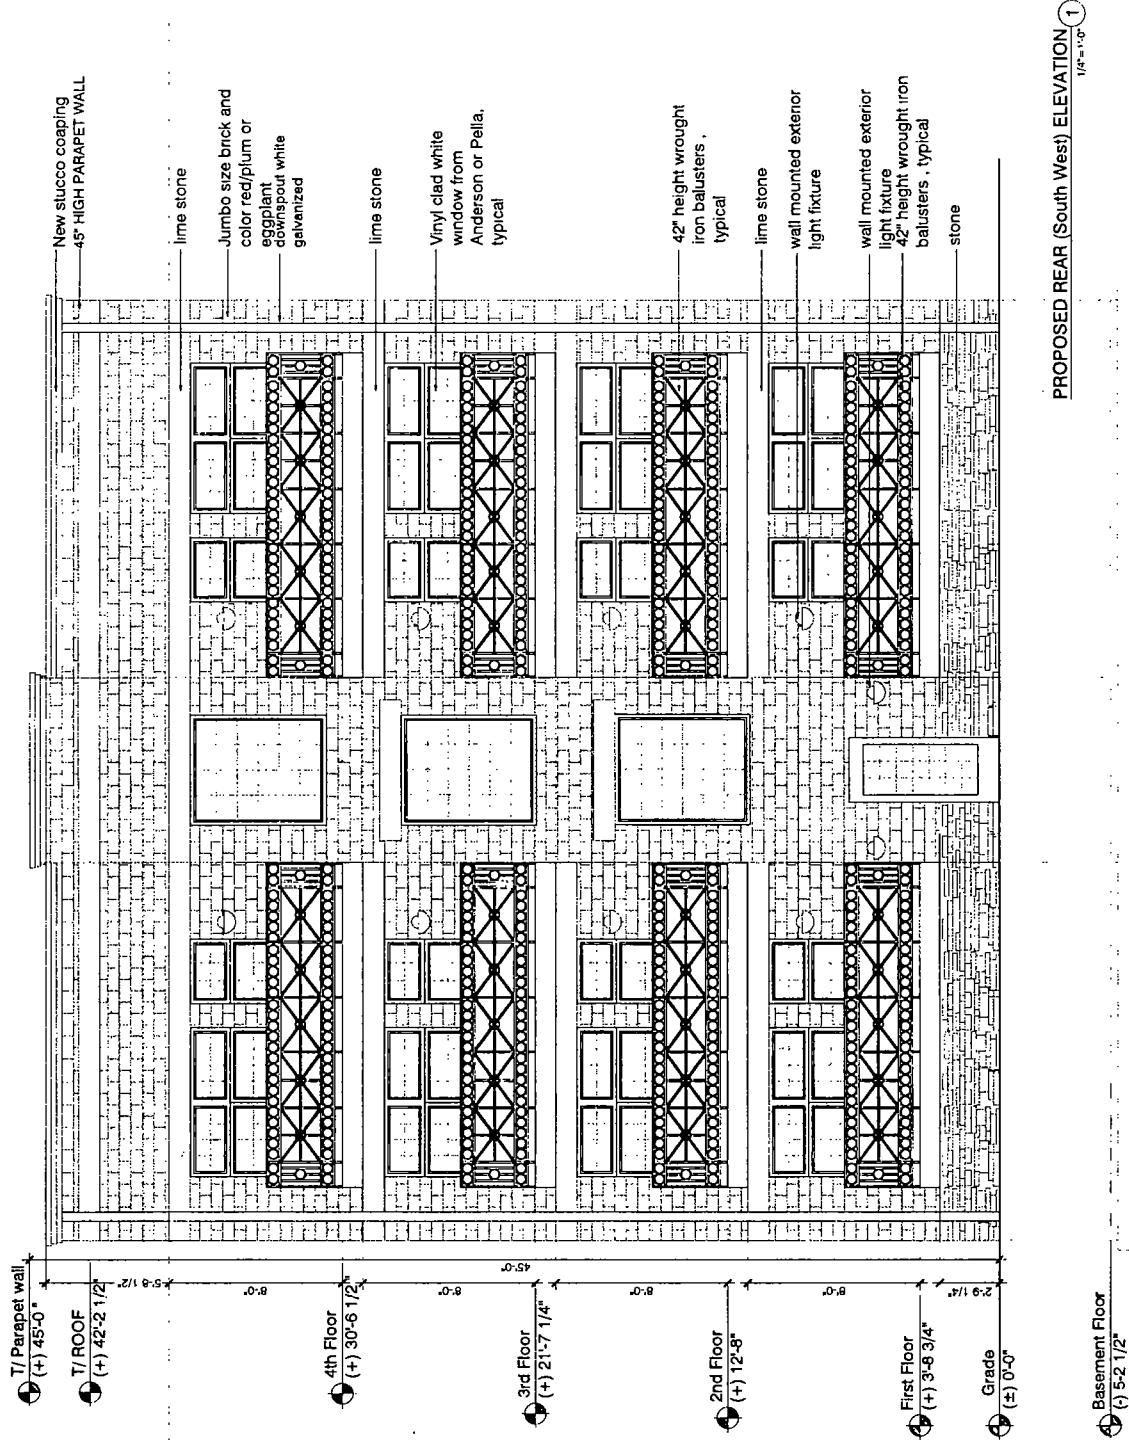 New stucco coaping
45" HIGH PARAPET WALL
lime stone
Jumbo size brick and
color red/plum or
eggplant
downspout white
galvanized
lime stone
Vinyl clad white
window from
Anderson or Pella,
typical
42" height wrought
iron balusters ,
typical
lime stone
wall mounted exterior
light fixture
wall mounted exterior
light fixture
42" height wrought iron
balusters , typical
stone
T/ Parapet wall
(+) 45'-0 "
T/ ROOF
(+) 42'-2 1/2"
4th Floor
(+) 30'-6 1/2"
3rd Floor
(+) 21'-7 1/4"
2nd Floor
(+) 12'-8"
First Floor
(+) 3'-8 3/4"
Grade
(±) 0'-0"
Basement Floor
(-) 5-2 1/2"
45'-0"
5'-8 1/2"
8'-0"
8'-0"
8'-0"
8'-0"
2'-9 1/4"
PROPOSED REAR (South West) ELEVATION
1
1/4" = 1'-0"